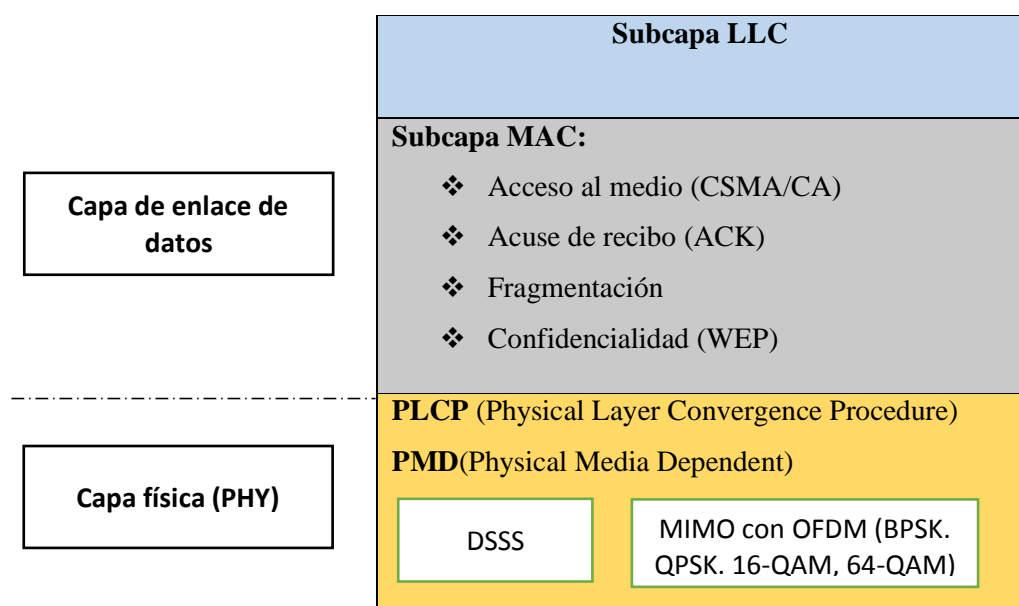 Subcapa LLC
Capa de enlace de
datos
Subcapa MAC:
❖ Acceso al medio (CSMA/CA)
❖ Acuse de recibo (ACK)
❖ Fragmentación
❖ Confidencialidad (WEP)
Capa física (PHY)
PLCP (Physical Layer Convergence Procedure)
PMD(Physical Media Dependent)
DSSS
MIMO con OFDM (BPSK.
QPSK. 16-QAM, 64-QAM)